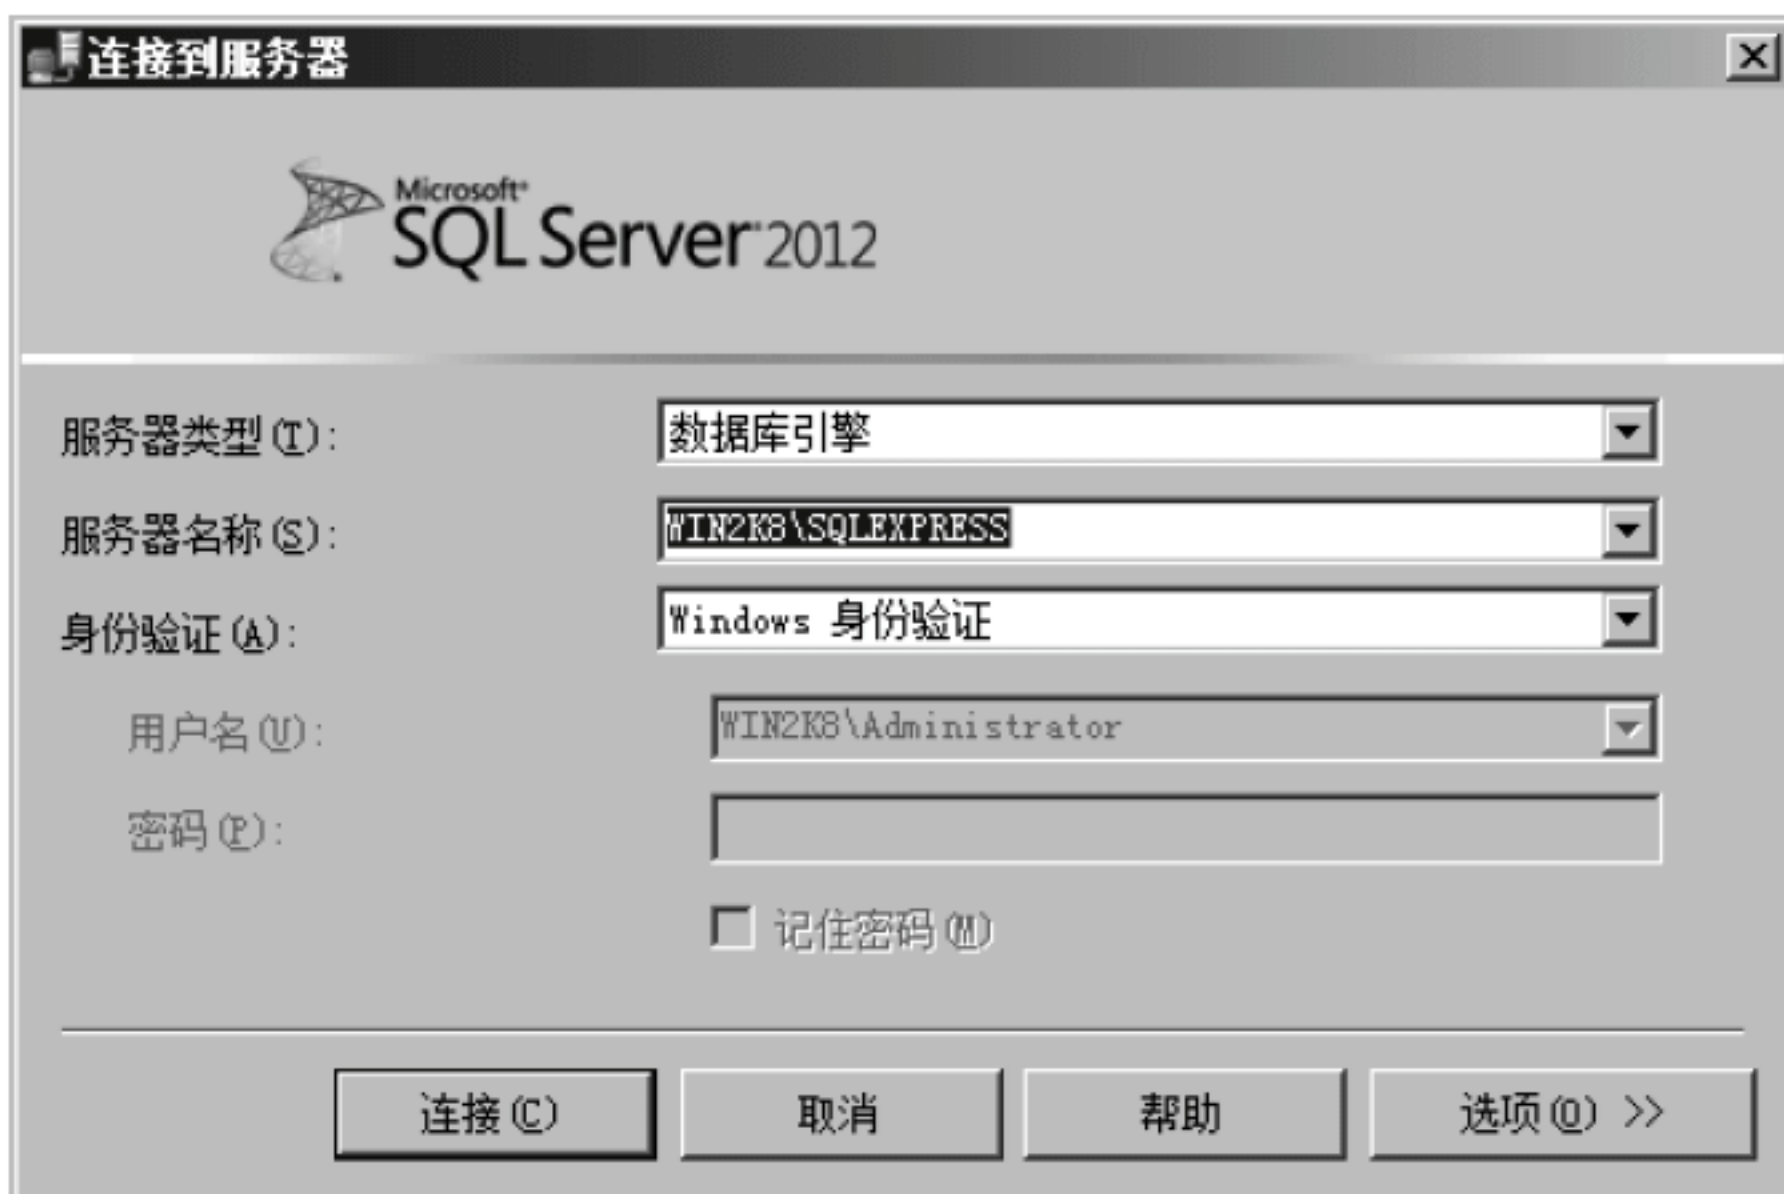 连接到服务器
Microsoft®
SQL Server 2012
服务器类型(T): 数据库引擎
服务器名称(S): WIN2K8\SQLEXPRESS
身份验证(A): Windows 身份验证
用户名(U): WIN2K8\Administrator
密码(P):
记住密码(M)
连接(C) 取消 帮助 选项(O) >>